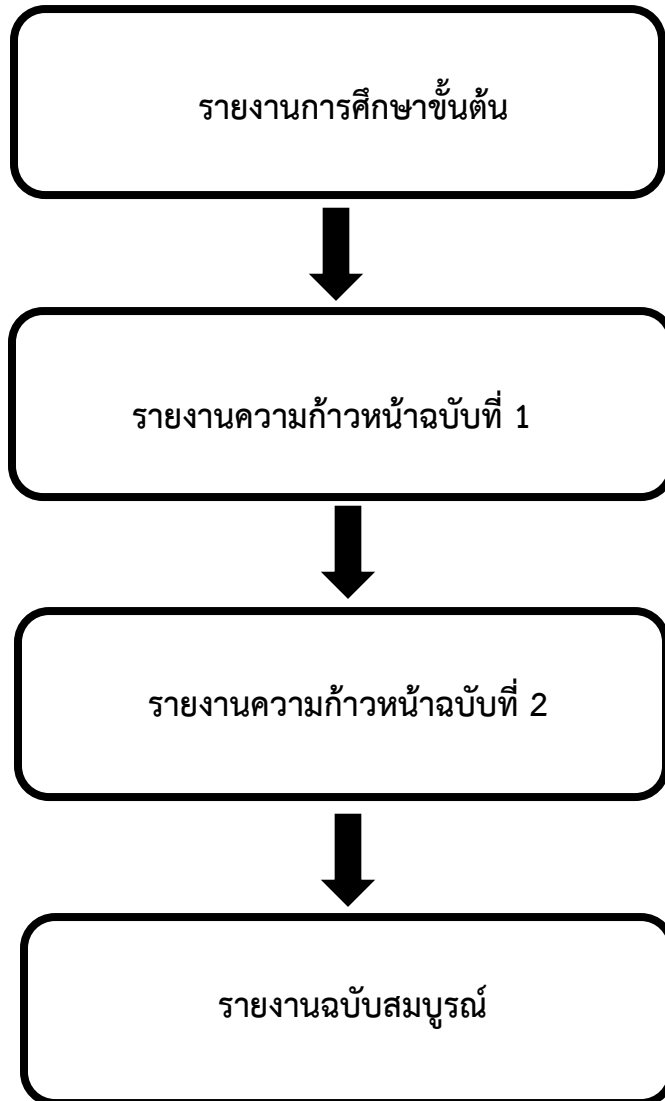 รายงานการศึกษาขั้นต้น
รายงานความก้าวหน้าฉบับที่ 1
รายงานความก้าวหน้าฉบับที่ 2
รายงานฉบับสมบูรณ์